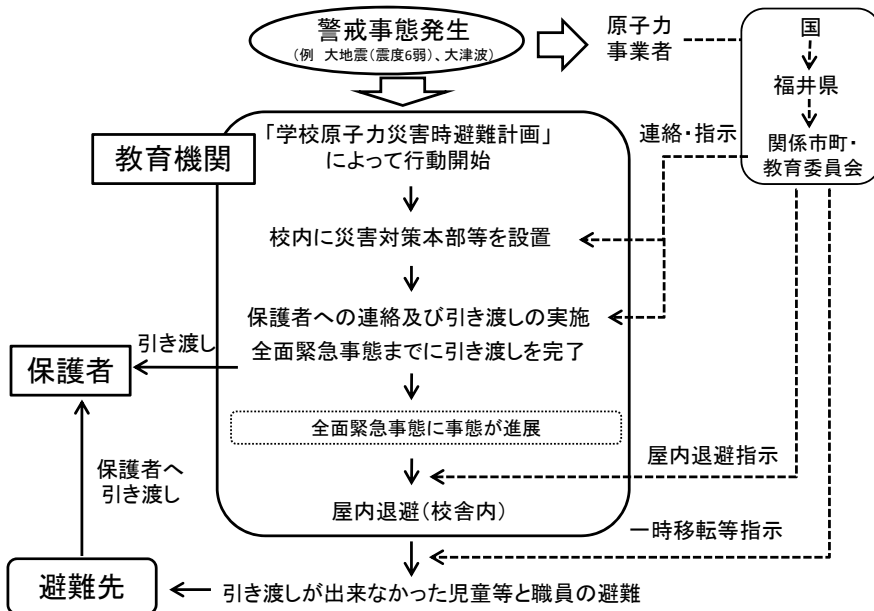 警戒事態発生
（例　大地震（震度6弱）、大津波）
原子力
事業者
国
福井県
関係市町・
教育委員会
連絡・指示
教育機関
「学校原子力災害時避難計画」
によって行動開始
校内に災害対策本部等を設置
保護者への連絡及び引き渡しの実施
全面緊急事態までに引き渡しを完了
引き渡し
保護者
全面緊急事態に事態が進展
屋内退避指示
保護者へ
引き渡し
屋内退避（校舎内）
一時移転等指示
避難先
引き渡しが出来なかった児童等と職員の避難